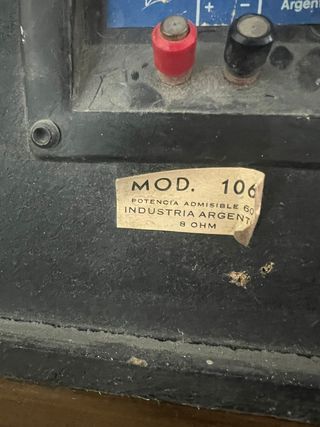 + -
Argen
MOD. 106
POTENCIA ADMISIBLE 60
INDUSTRIA ARGENT
8 OHM